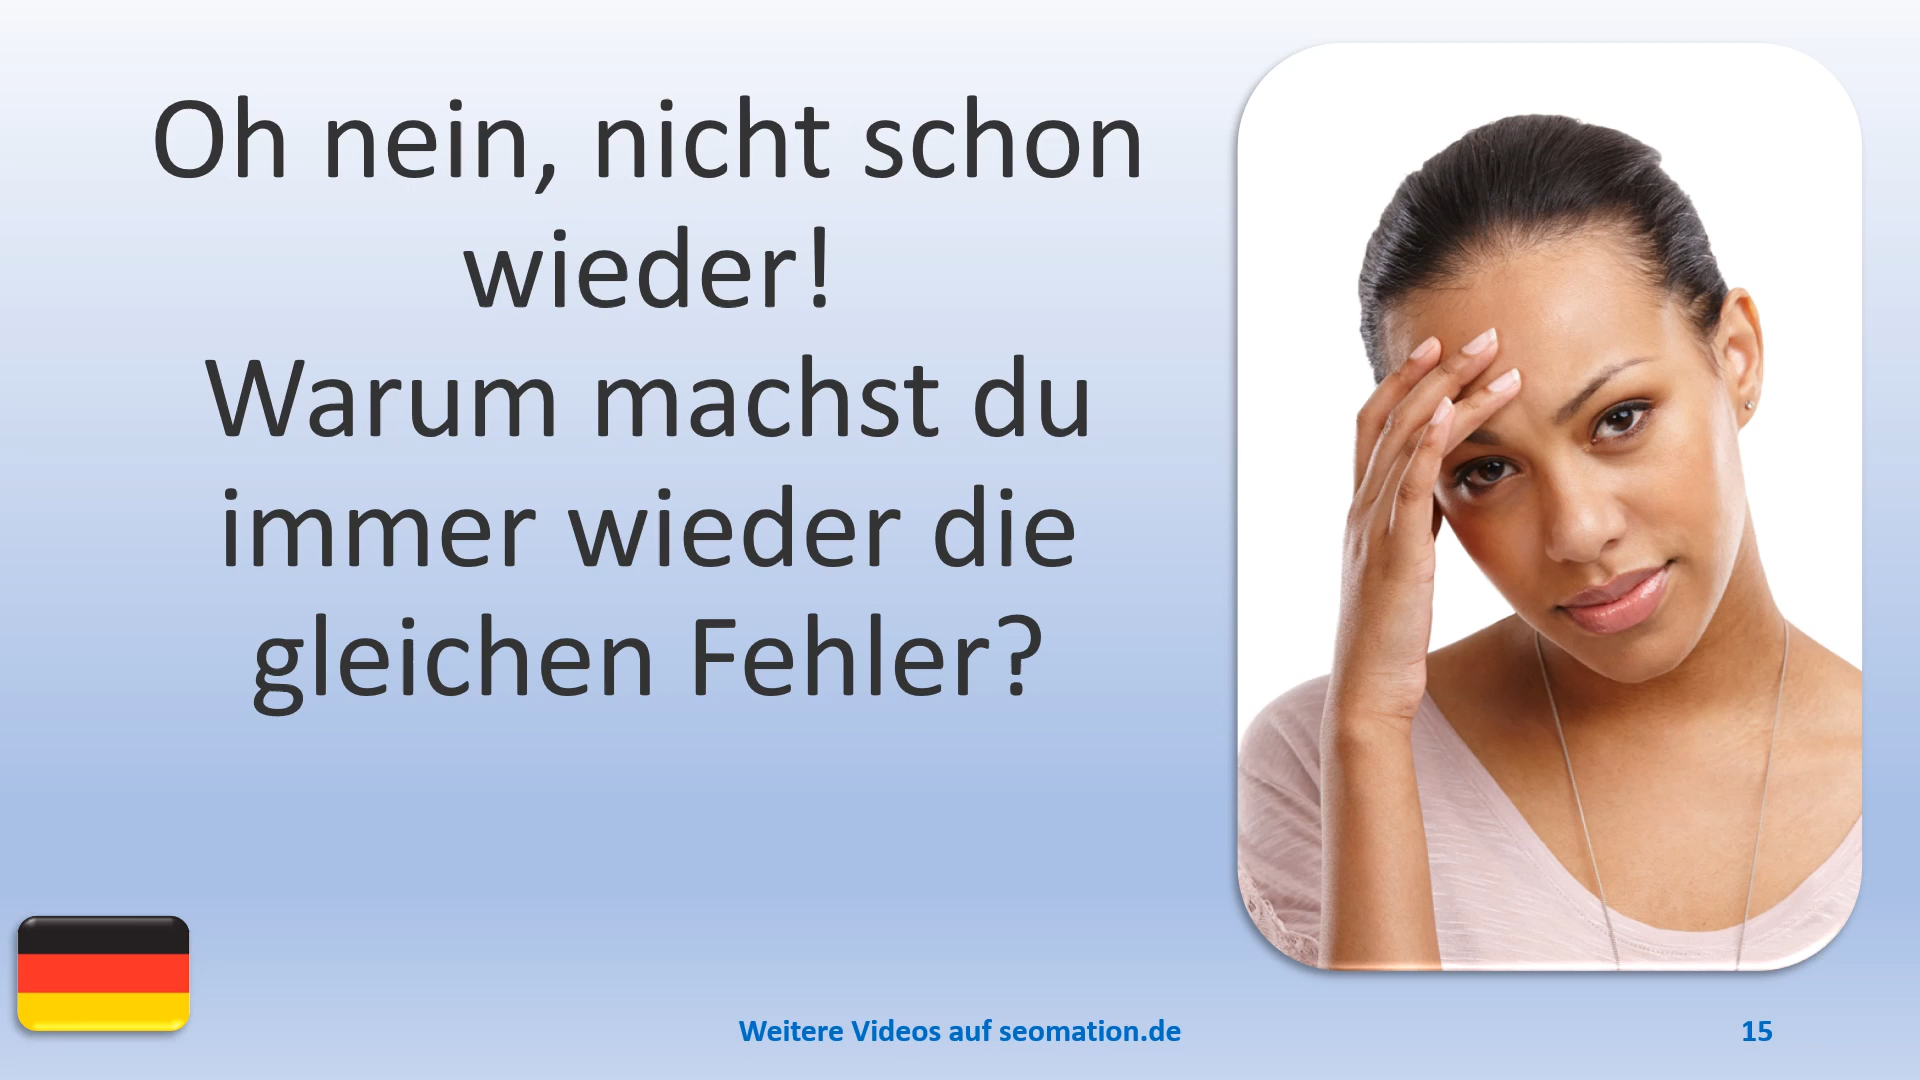 Oh nein, nicht schon
wieder!
Warum machst du
immer wieder die
gleichen Fehler?
Weitere Videos auf seomation.de
15